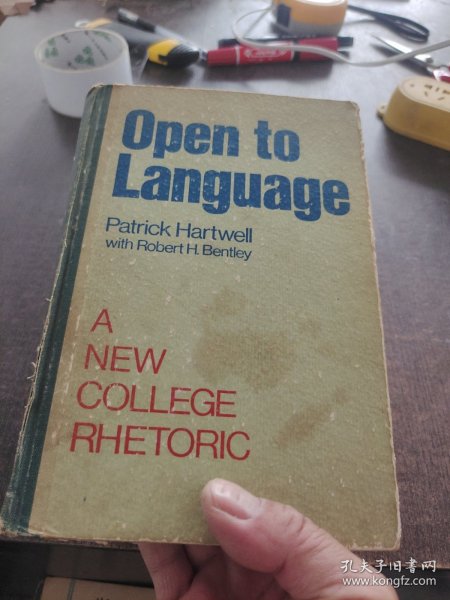 Open to
Language
Patrick Hartwell
with Robert H. Bentley
A
NEW
COLLEGE
RHETORIC
孔夫子旧书网
www.kongfz.com